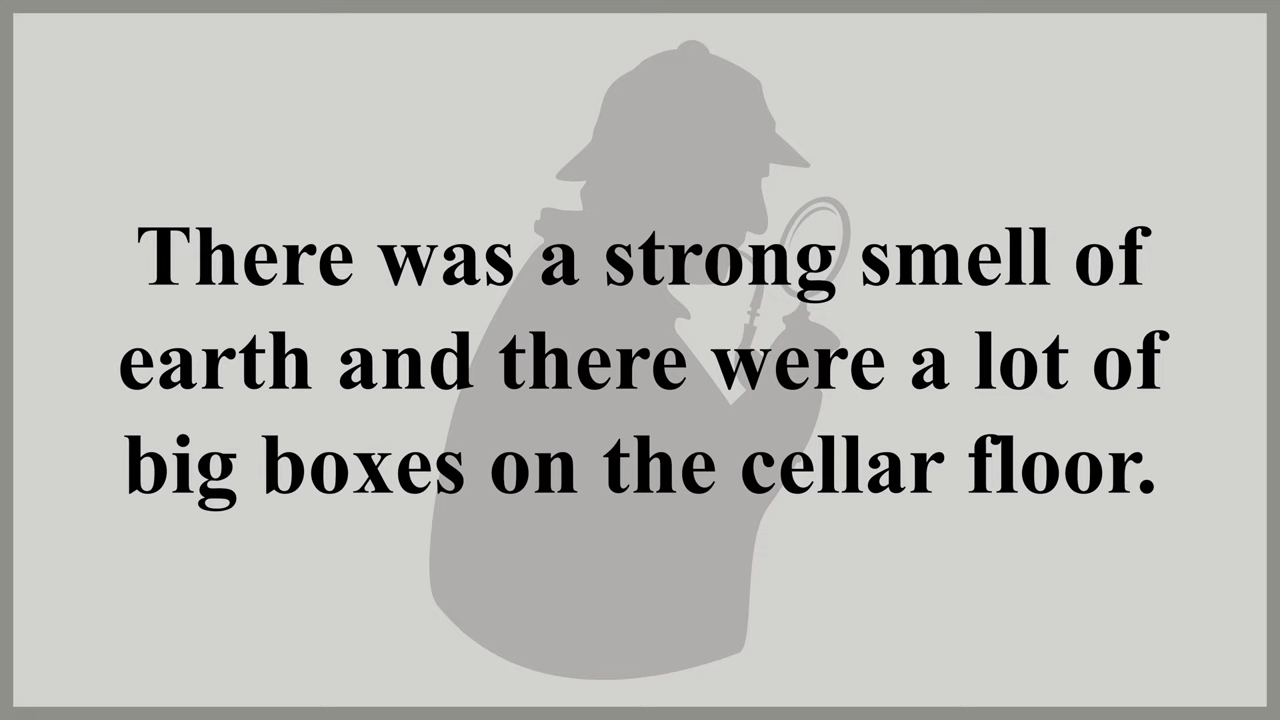 There was a strong smell of
earth and there were a lot of
big boxes on the cellar floor.